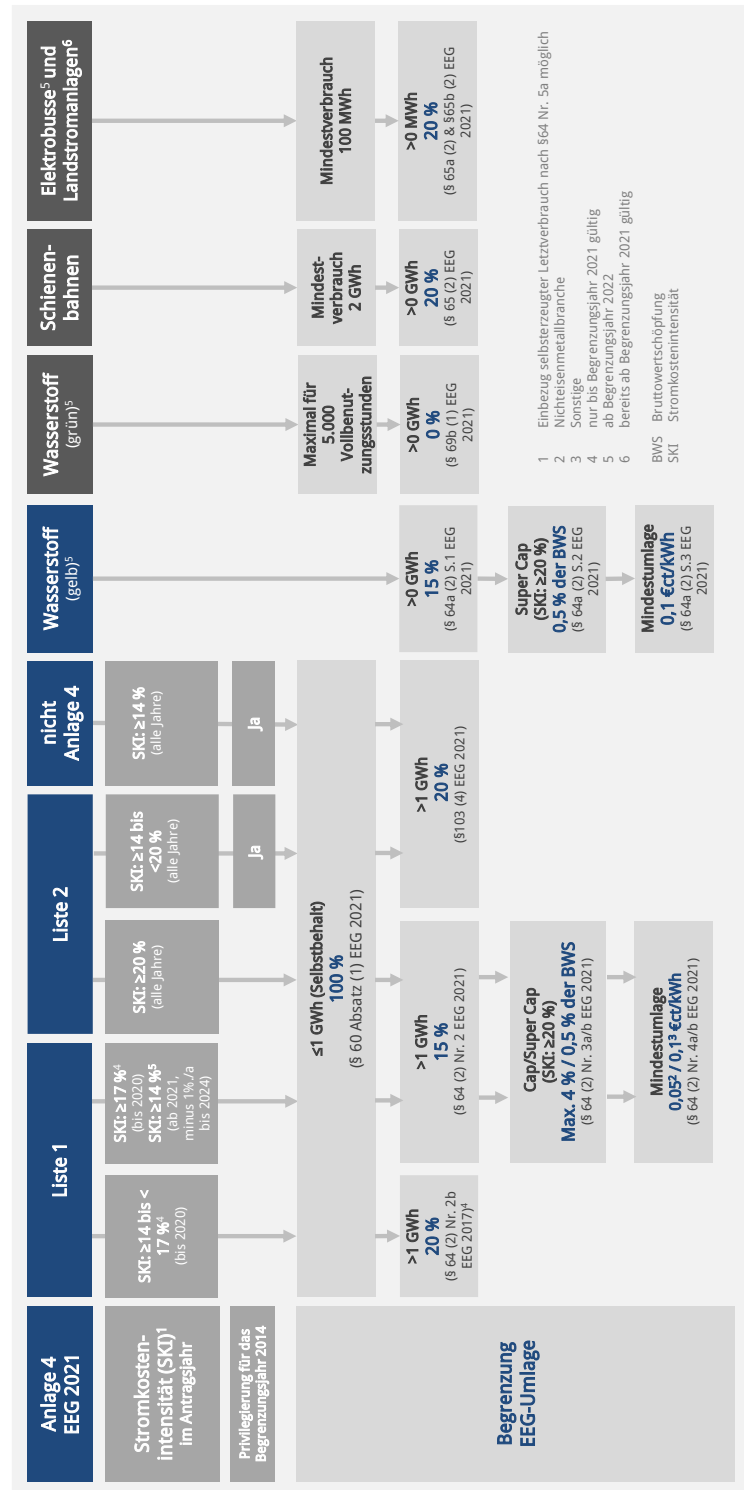 Anlage 4
EEG 2021
Liste 1
Liste 2
nicht
Anlage 4
Wasserstoff
(gelb)⁵
Wasserstoff
(grün)⁵
Schienen-
bahnen
Elektrobusse⁵ und
Landstromanlagen⁶
Stromkosten-
intensität (SKI)¹
im Antragsjahr
SKI: ≥14 bis <
17 %⁴
(bis 2020)
SKI: ≥17 %⁴
(bis 2020)
SKI: ≥14 %⁵
(ab 2021,
minus 1%./a
bis 2024)
SKI: ≥20 %
(alle Jahre)
SKI: ≥14 bis
<20 %
(alle Jahre)
SKI: ≥14 %
(alle Jahre)
Privilegierung für das
Begrenzungsjahr 2014
Ja
Ja
Begrenzung
EEG-Umlage
≤1 GWh (Selbstbehalt)
100 %
(§ 60 Absatz (1) EEG 2021)
Maximal für
5.000
Vollbenut-
zungsstunden
Mindest-
verbrauch
2 GWh
Mindestverbrauch
100 MWh
>1 GWh
20 %
(§ 64 (2) Nr. 2b
EEG 2017)⁴
>1 GWh
15 %
(§ 64 (2) Nr. 2 EEG 2021)
>1 GWh
20 %
(§103 (4) EEG 2021)
>0 GWh
15 %
(§ 64a (2) S.1 EEG
2021)
>0 GWh
0 %
(§ 69b (1) EEG
2021)
>0 GWh
20 %
(§ 65 (2) EEG
2021)
>0 MWh
20 %
(§ 65a (2) & §65b (2) EEG
2021)
Cap/Super Cap
(SKI: ≥20 %)
Max. 4 % / 0,5 % der BWS
(§ 64 (2) Nr. 3a/b EEG 2021)
Super Cap
(SKI: ≥20 %)
0,5 % der BWS
(§ 64a (2) S.2 EEG
2021)
Mindestumlage
0,05² / 0,1³ €ct/kWh
(§ 64 (2) Nr. 4a/b EEG 2021)
Mindestumlage
0,1 €ct/kWh
(§ 64a (2) S.3 EEG
2021)
1 Einbezug selbsterzeugter Letztverbrauch nach §64 Nr. 5a möglich
2 Nichteisenmetallbranche
3 Sonstige
4 nur bis Begrenzungsjahr 2021 gültig
5 ab Begrenzungsjahr 2022
6 bereits ab Begrenzungsjahr 2021 gültig
BWS Bruttowertschöpfung
SKI Stromkostenintensität